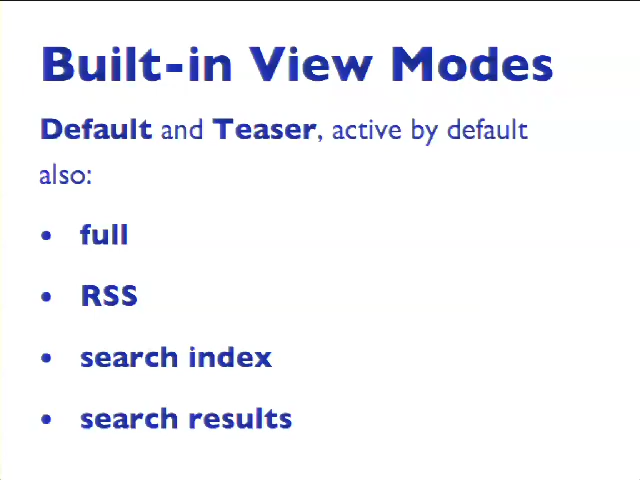 Built-in View Modes
Default and Teaser, active by default
also:
• full
• RSS
• search index
• search results